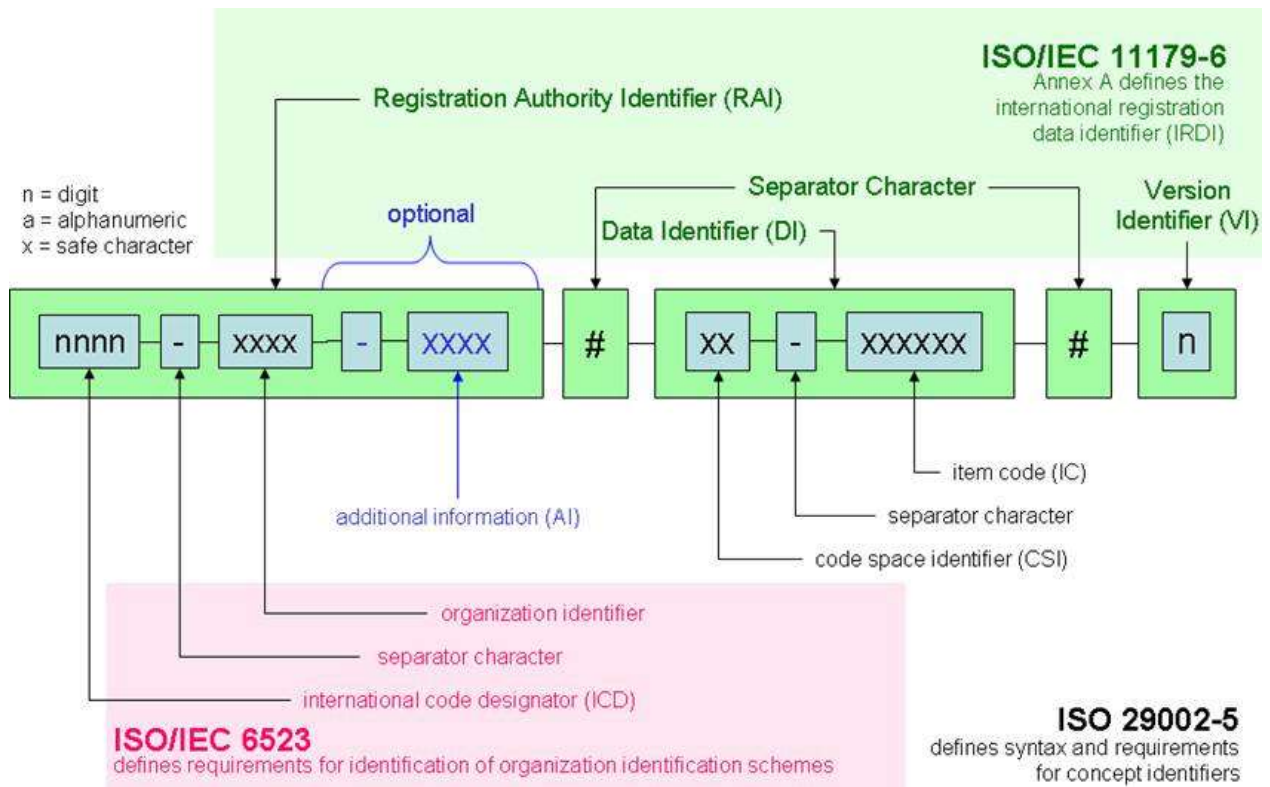 ISO/IEC 11179-6
Annex A defines the
international registration
data identifier (IRDI)
Registration Authority Identifier (RAI)
n = digit
a = alphanumeric
x = safe character
optional
Separator Character
Data Identifier (DI)
Version
Identifier (VI)
nnnn - xxxx - xxxx # xx - xxxxxx # n
item code (IC)
additional information (AI)
separator character
code space identifier (CSI)
organization identifier
separator character
international code designator (ICD)
ISO/IEC 6523
defines requirements for identification of organization identification schemes
ISO 29002-5
defines syntax and requirements
for concept identifiers